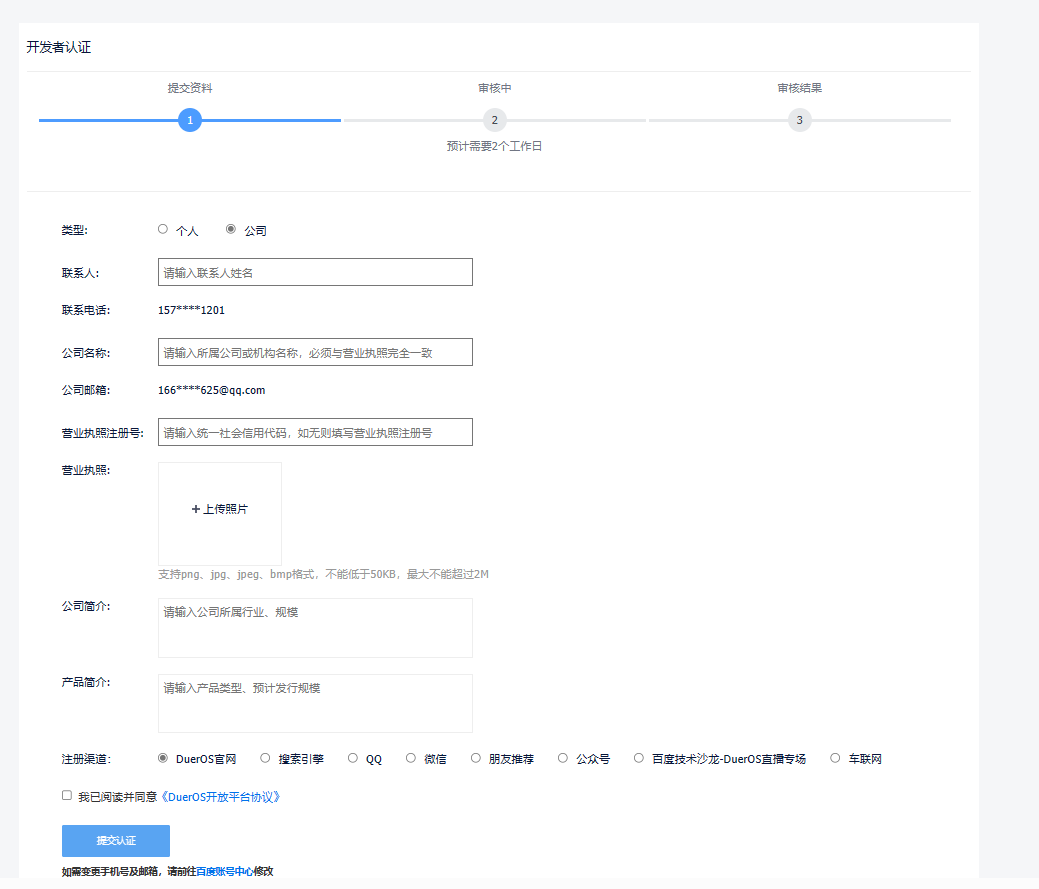 开发者认证
提交资料 审核中 审核结果
1 2 3
预计需要2个工作日
类型: 个人 公司
联系人: 请输入联系人姓名
联系电话: 157****1201
公司名称: 请输入所属公司或机构名称，必须与营业执照完全一致
公司邮箱: 166****625@qq.com
营业执照注册号: 请输入统一社会信用代码，如无则填写营业执照注册号
营业执照:
+ 上传照片
支持png、jpg、jpeg、bmp格式，不能低于50KB，最大不能超过2M
公司简介: 请输入公司所属行业、规模
产品简介: 请输入产品类型、预计发行规模
注册渠道: DuerOS官网 搜索引擎 QQ 微信 朋友推荐 公众号 百度技术沙龙-DuerOS直播专场 车联网
我已阅读并同意《DuerOS开放平台协议》
提交认证
如需变更手机号及邮箱，请前往百度账号中心修改